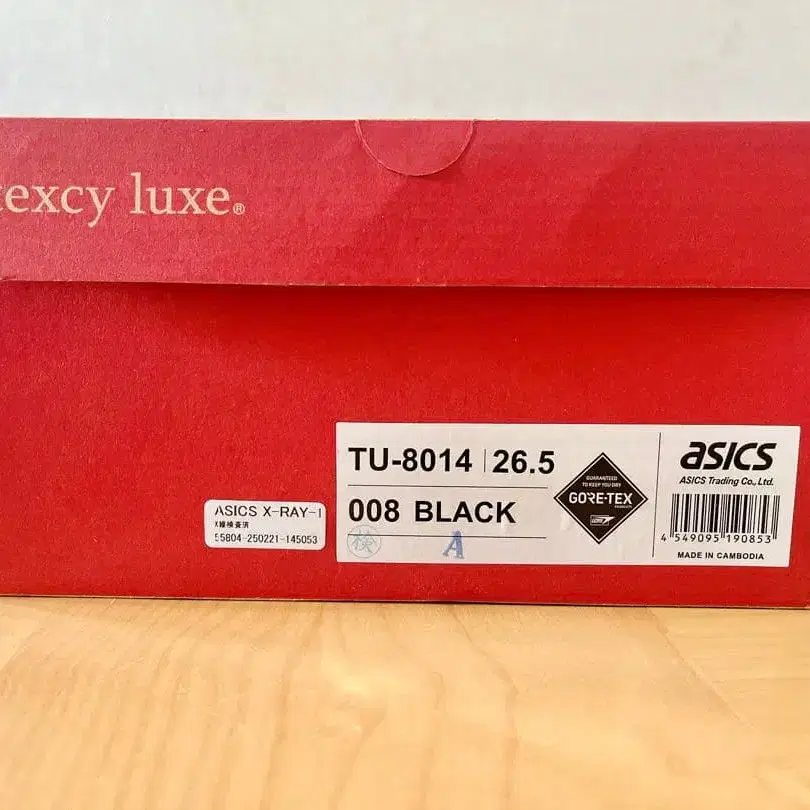 texcy luxe®
TU-8014 26.5
008 BLACK
検 A
GUARANTEED
TO KEEP YOU DRY
GORE-TEX
PRODUCTS
asics
ASICS Trading Co., Ltd.
4 549095 190853
MADE IN CAMBODIA
ASICS X-RAY-1
X線検査済
55804-250221-145053